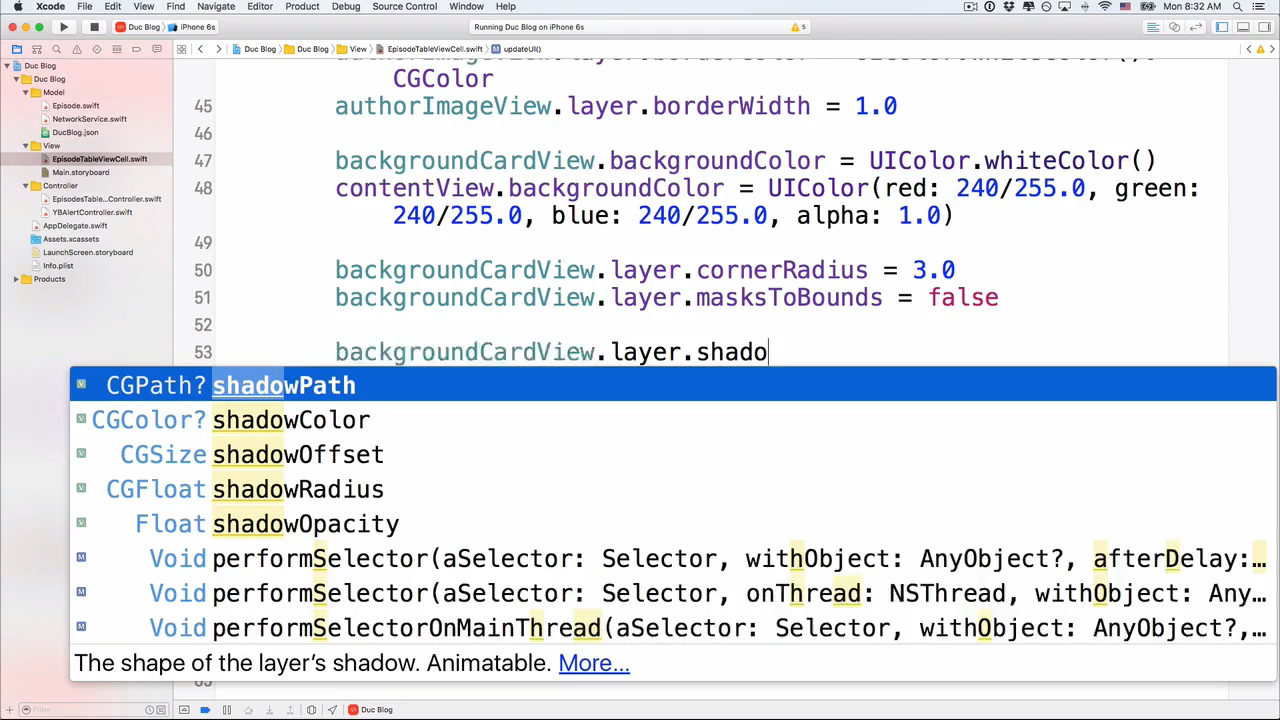 Xcode File Edit View Find Navigate Editor Product Debug Source Control Window Help Mon 8:32 AM
Duc Blog iPhone 6s Running Duc Blog on iPhone 6s 5
Duc Blog Duc Blog View EpisodeTableViewCell.swift M updateUI()
Duc Blog
Duc Blog
Model
Episode.swift
NetworkService.swift
DucBlog.json
View
EpisodeTableViewCell.swift
Main.storyboard
Controller
EpisodesTable...Controller.swift
YBAlertController.swift
AppDelegate.swift
Assets.xcassets
LaunchScreen.storyboard
Info.plist
Products
CGColor
45 authorImageView.layer.borderWidth = 1.0
46
47 backgroundCardView.backgroundColor = UIColor.whiteColor()
48 contentView.backgroundColor = UIColor(red: 240/255.0, green:
240/255.0, blue: 240/255.0, alpha: 1.0)
49
50 backgroundCardView.layer.cornerRadius = 3.0
51 backgroundCardView.layer.masksToBounds = false
52
53 backgroundCardView.layer.shado
V CGPath? shadowPath
V CGColor? shadowColor
V CGSize shadowOffset
V CGFloat shadowRadius
V Float shadowOpacity
M Void performSelector(aSelector: Selector, withObject: AnyObject?, afterDelay:…
M Void performSelector(aSelector: Selector, onThread: NSThread, withObject: Any…
M Void performSelectorOnMainThread(aSelector: Selector, withObject: AnyObject?,…
The shape of the layer's shadow. Animatable. More...
Filter Duc Blog